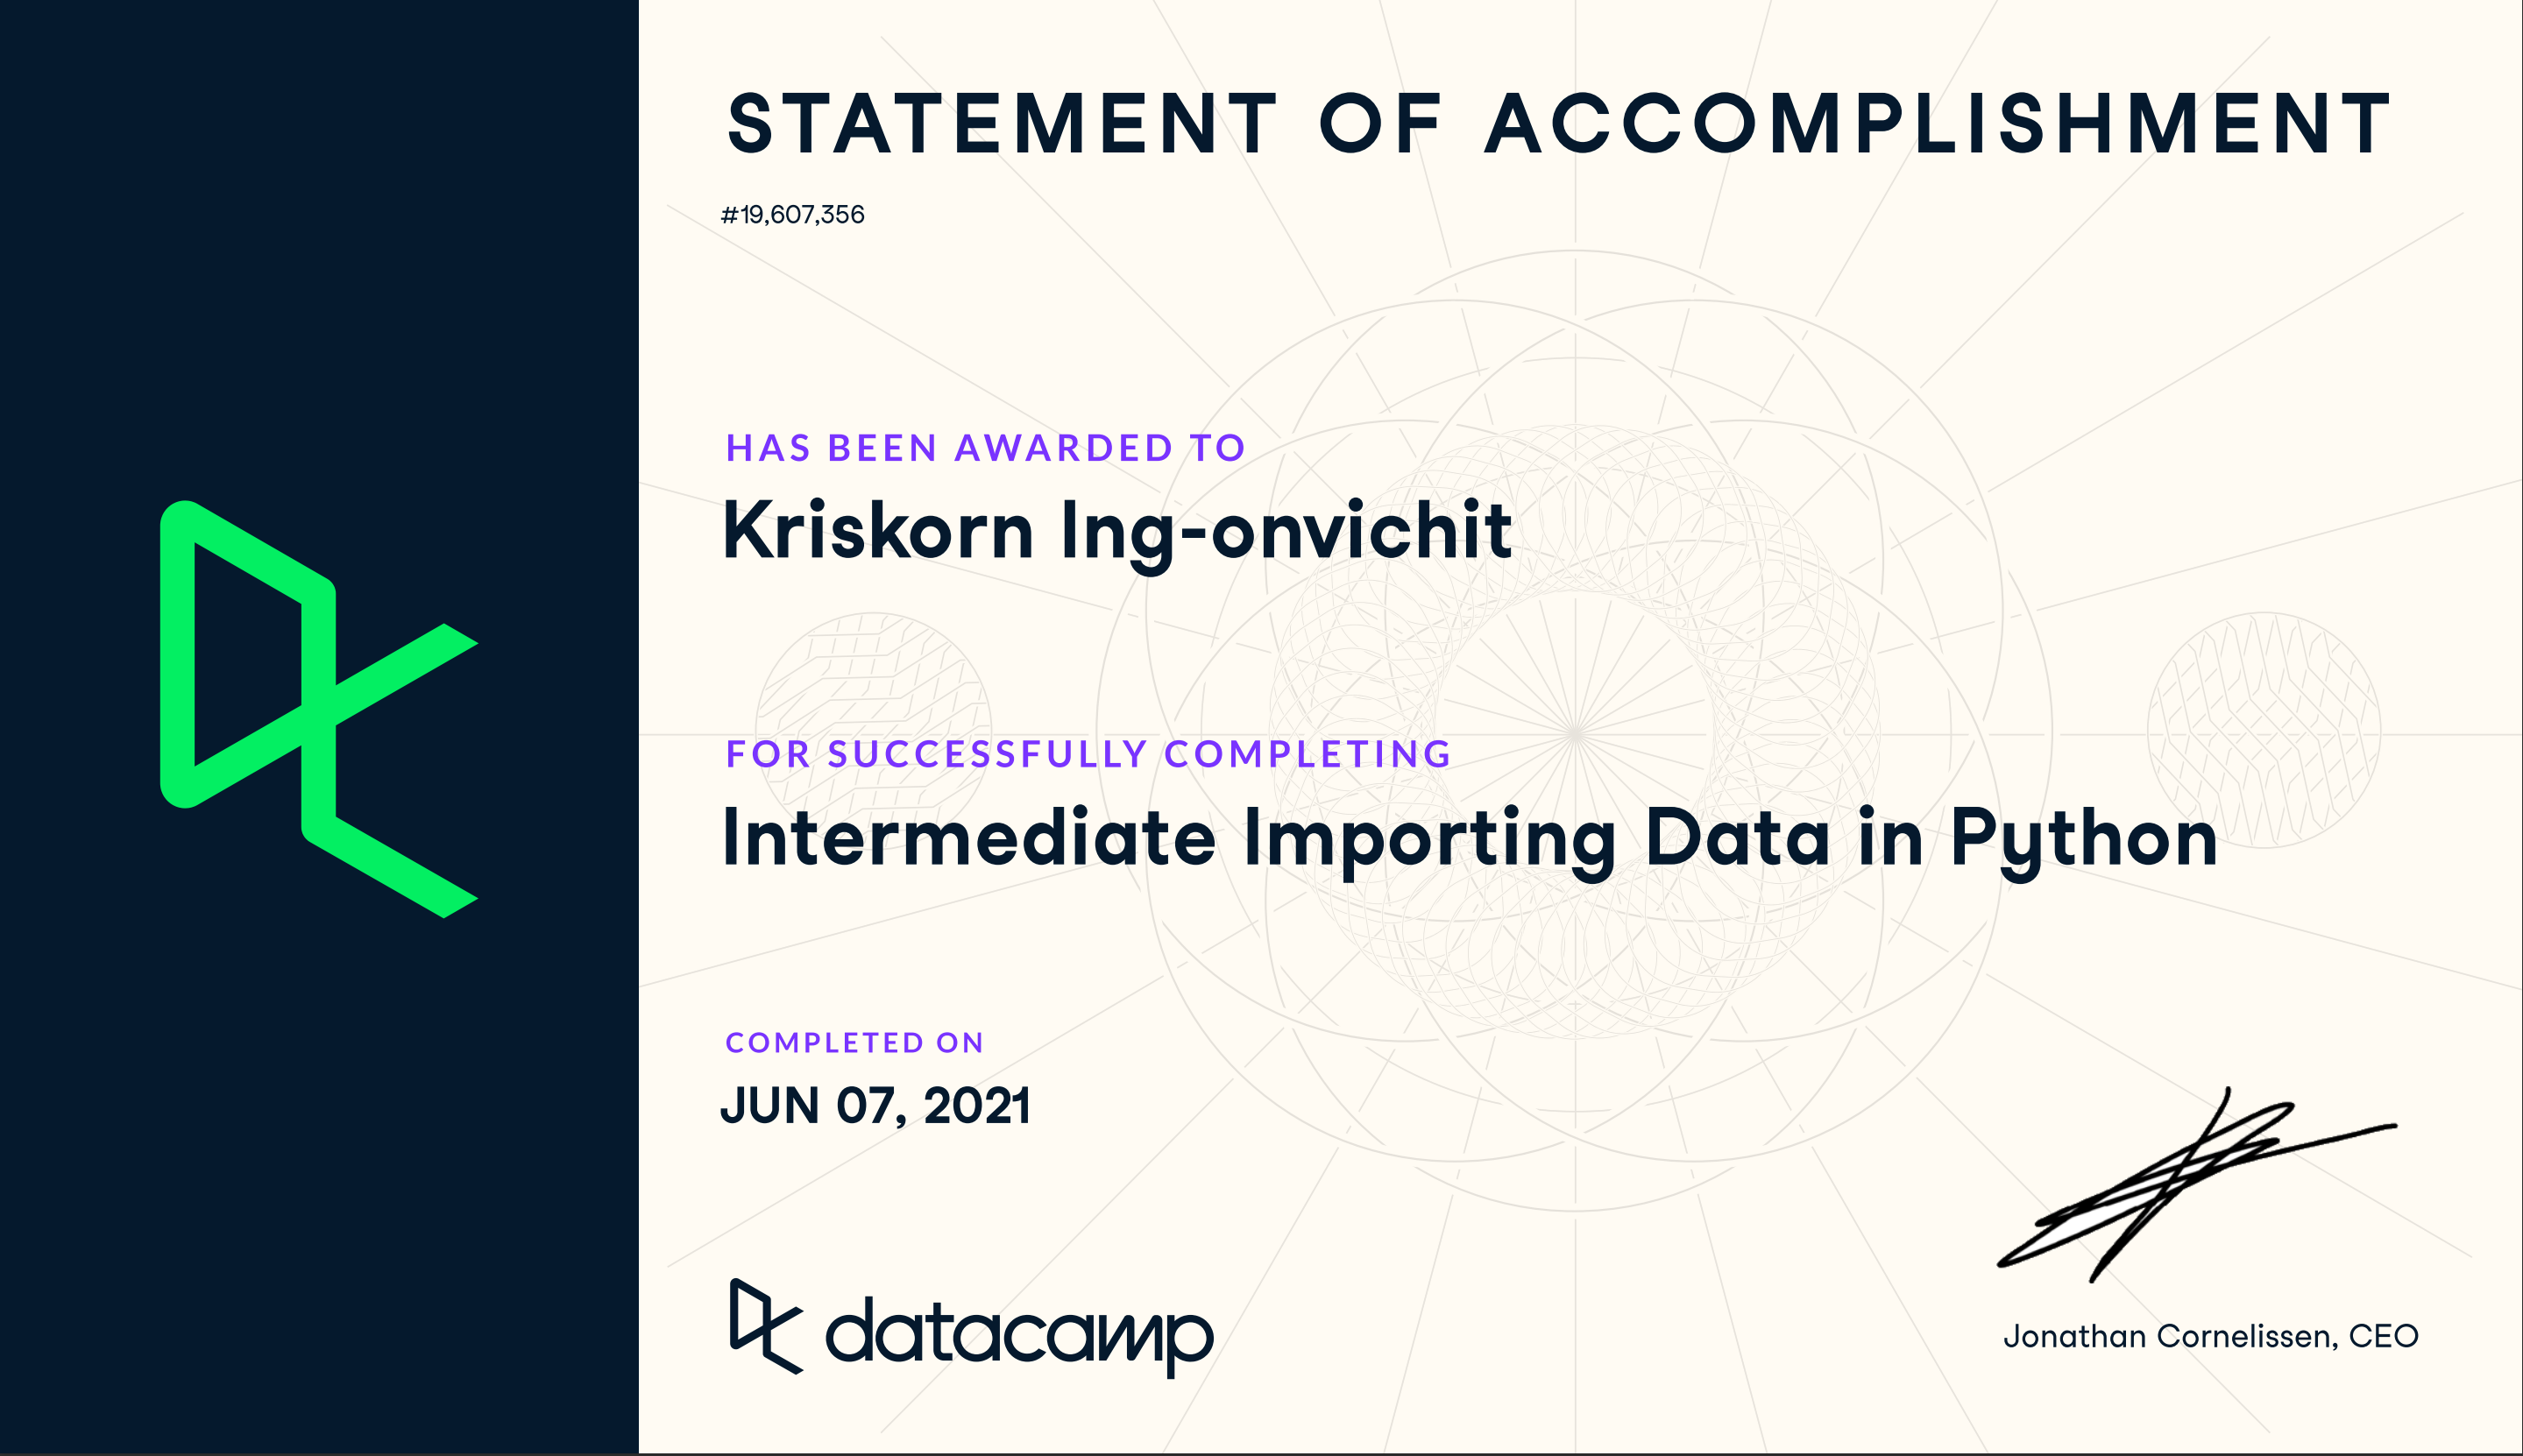 STATEMENT OF ACCOMPLISHMENT
#19,607,356
HAS BEEN AWARDED TO
Kriskorn Ing-onvichit
FOR SUCCESSFULLY COMPLETING
Intermediate Importing Data in Python
COMPLETED ON
JUN 07, 2021
datacamp
Jonathan Cornelissen, CEO